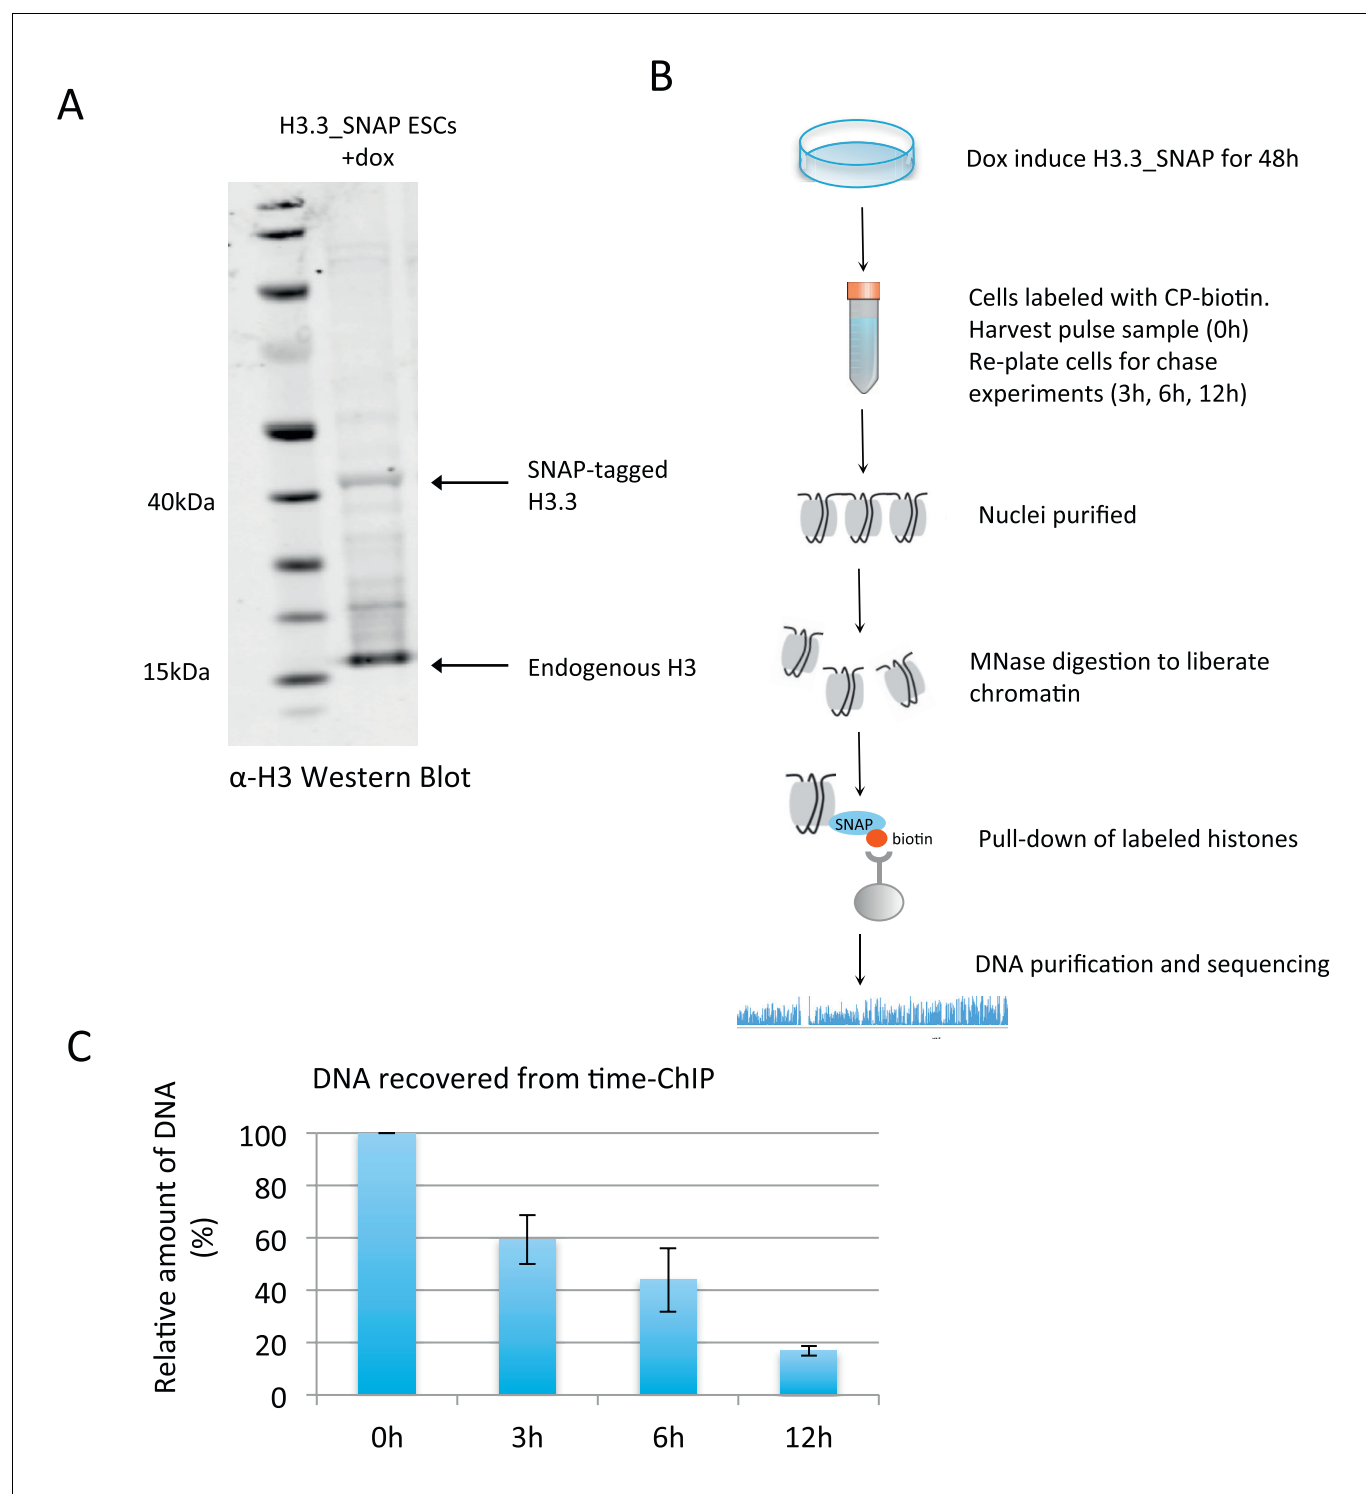 A
H3.3_SNAP ESCs
+dox
40kDa
15kDa
SNAP-tagged
H3.3
Endogenous H3
α-H3 Western Blot
B
Dox induce H3.3_SNAP for 48h
Cells labeled with CP-biotin.
Harvest pulse sample (0h)
Re-plate cells for chase
experiments (3h, 6h, 12h)
Nuclei purified
MNase digestion to liberate
chromatin
SNAP
biotin
Pull-down of labeled histones
DNA purification and sequencing
C
DNA recovered from time-ChIP
Relative amount of DNA
(%)
100
80
60
40
20
0
0h
3h
6h
12h